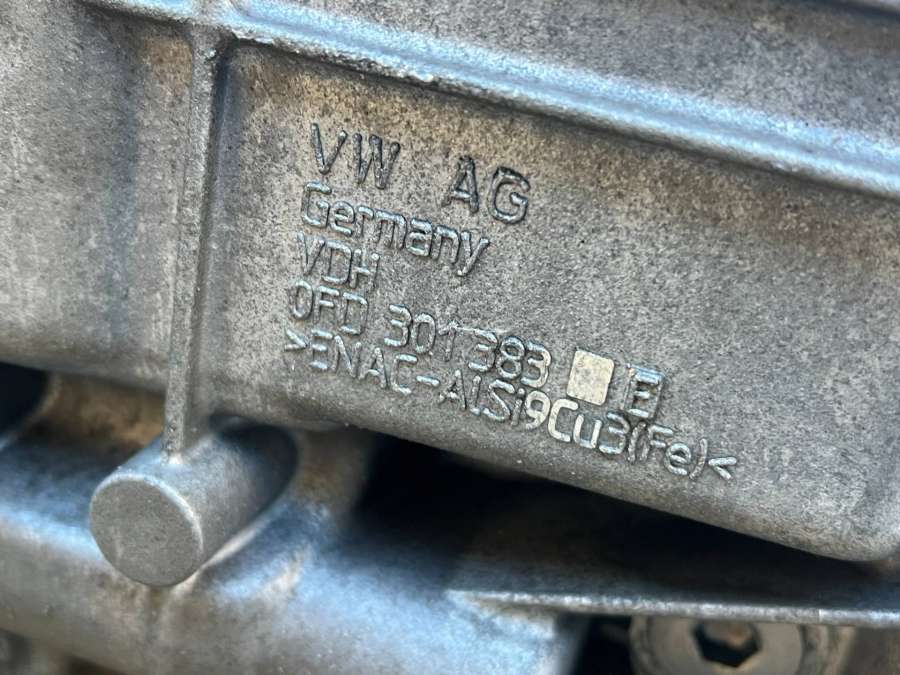 VW AG
Germany
VDH
0FD 301 383 E
>ENAC-AlSi9Cu3(Fe)<